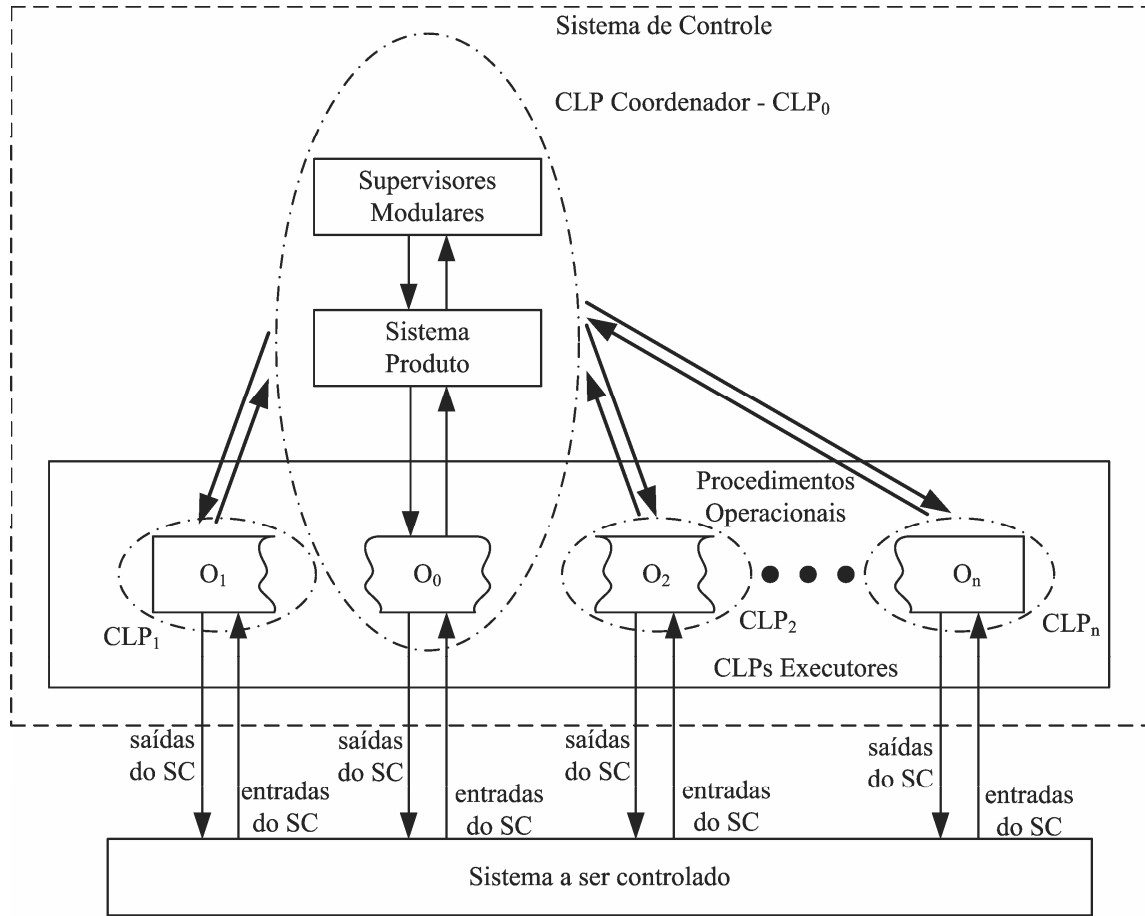 Sistema de Controle
CLP Coordenador - CLP₀
Supervisores
Modulares
Sistema
Produto
Procedimentos
Operacionais
O₁
O₀
O₂
Oₙ
CLP₁
CLP₂
CLPₙ
CLPs Executores
saídas
do SC
entradas
do SC
saídas
do SC
entradas
do SC
saídas
do SC
entradas
do SC
saídas
do SC
entradas
do SC
Sistema a ser controlado